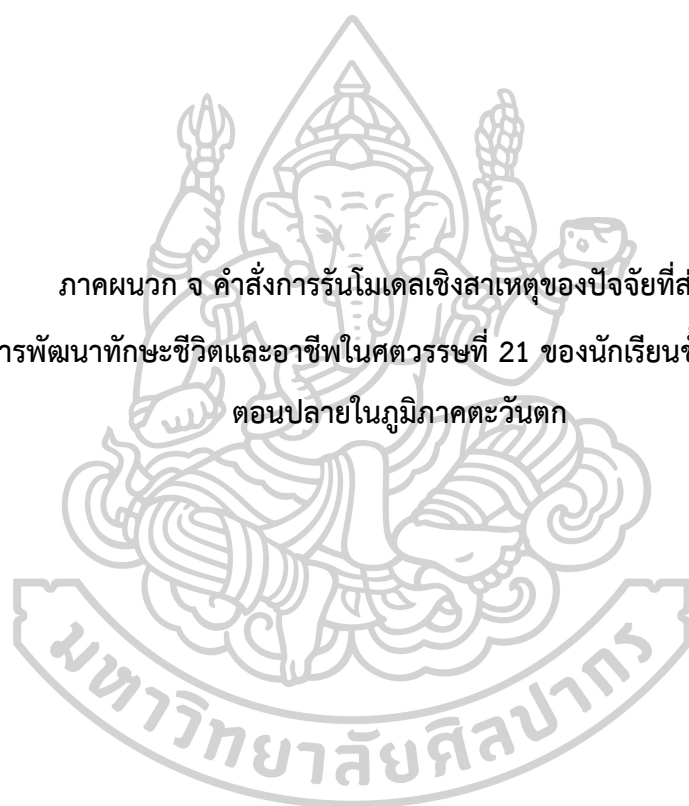 ภาคผนวก จ คำสั่งการรันโมเดลเชิงสาเหตุของปัจจัยที่ส่
ารพัฒนาทักษะชีวิตและอาชีพในศตวรรษที่ 21 ของนักเรียนชั้
ตอนปลายในภูมิภาคตะวันตก
มหาวิทยาลัยศิลปากร